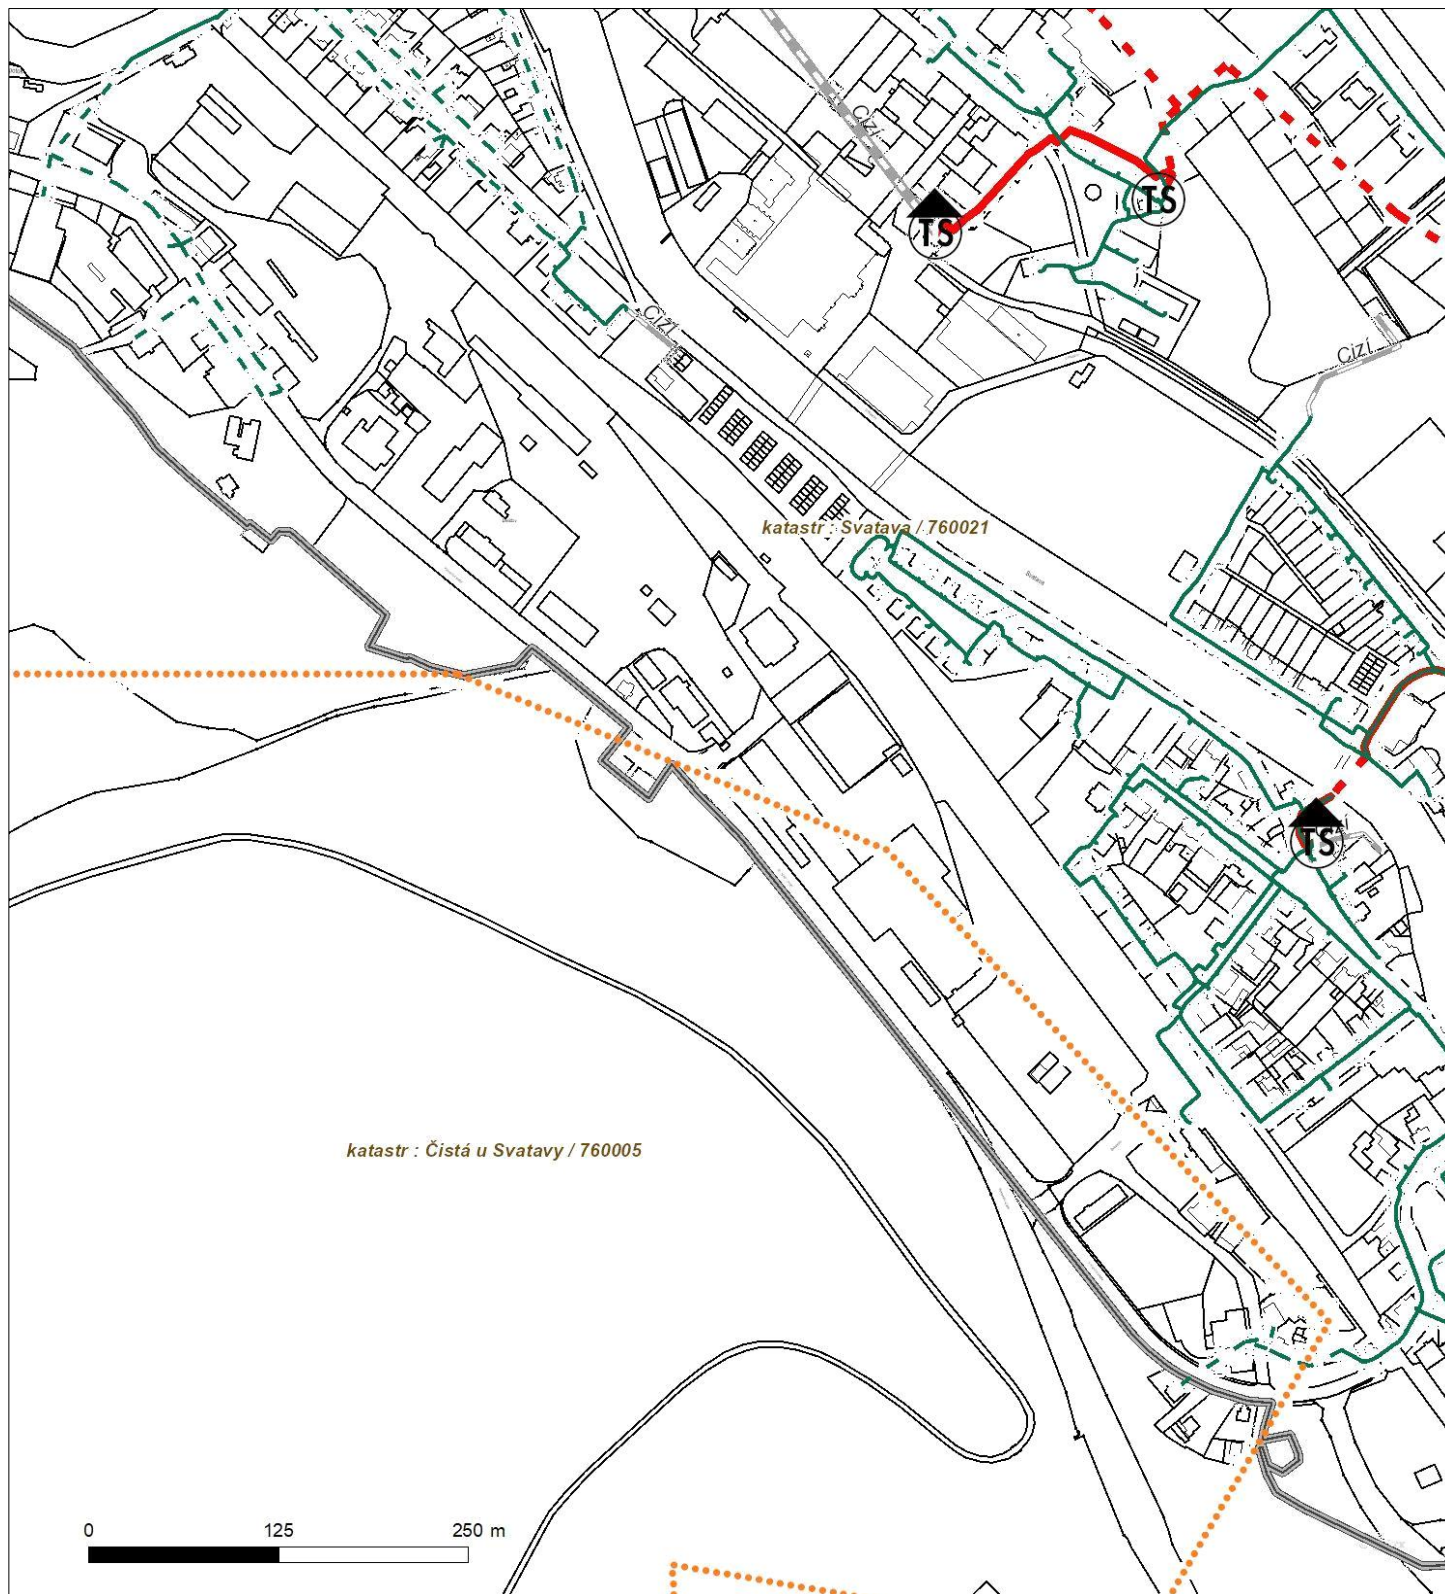 Cizí
TS
TS
Cizí
Cizí
katastr : Svatava / 760021
TS
katastr : Čistá u Svatavy / 760005
0 125 250 m